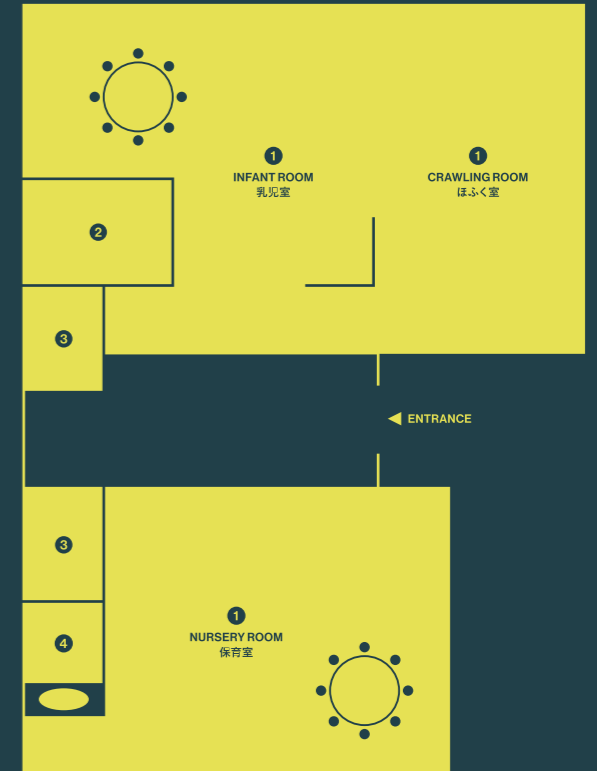 1
1
INFANT ROOM
乳児室
CRAWLING ROOM
ほふく室
2
3
ENTRANCE
3
1
NURSERY ROOM
保育室
4